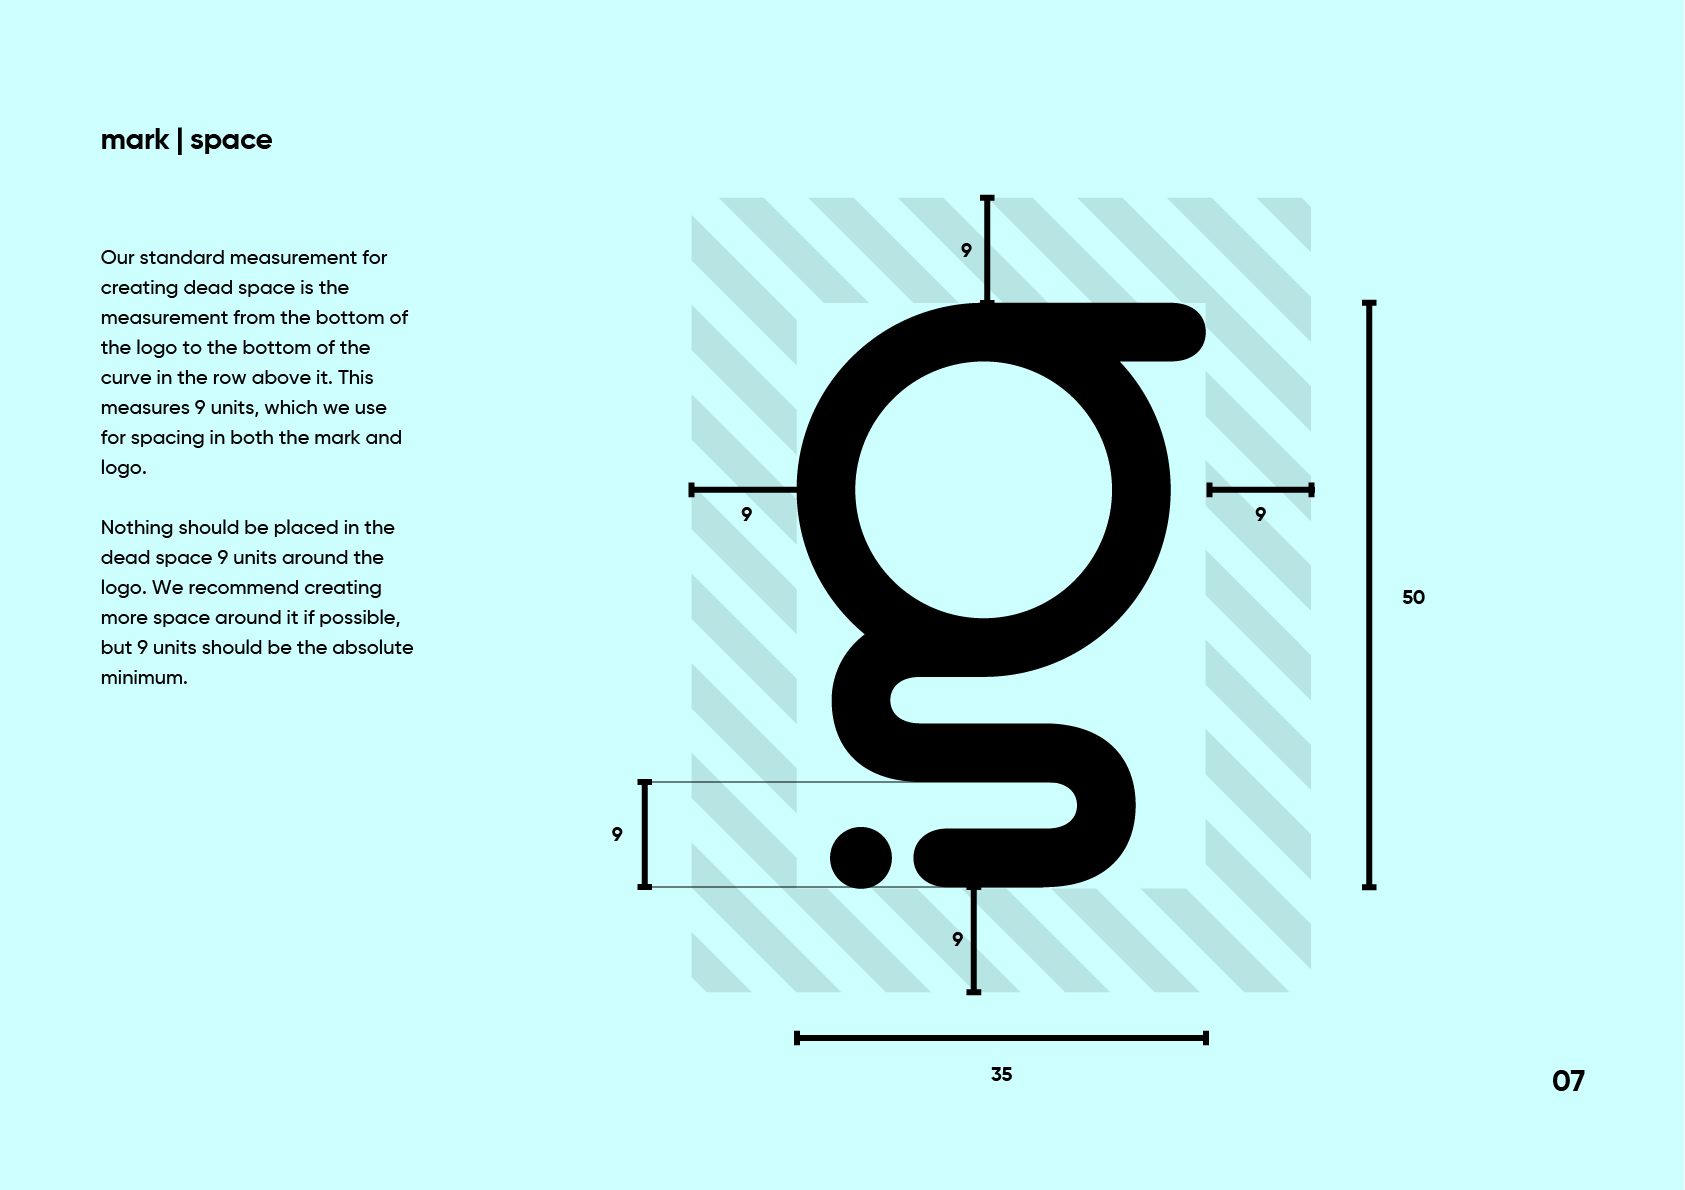 mark | space
Our standard measurement for
creating dead space is the
measurement from the bottom of
the logo to the bottom of the
curve in the row above it. This
measures 9 units, which we use
for spacing in both the mark and
logo.
Nothing should be placed in the
dead space 9 units around the
logo. We recommend creating
more space around it if possible,
but 9 units should be the absolute
minimum.
9
g
9
9
50
9
9
35
07